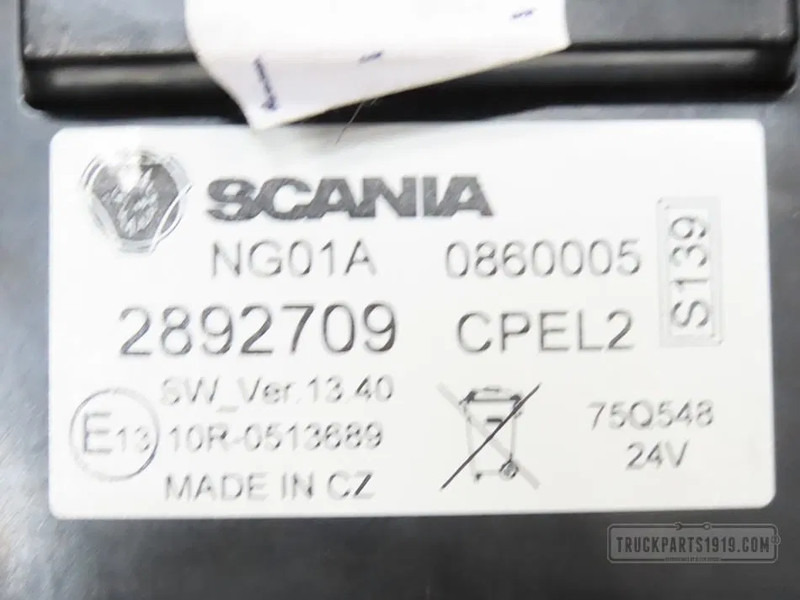 SCANIA
NG01A 0860005
S139
2892709 CPEL2
SW_Ver.13.40
E13 10R-0513689
75Q548
24V
MADE IN CZ
TRUCKPARTS1919.COM